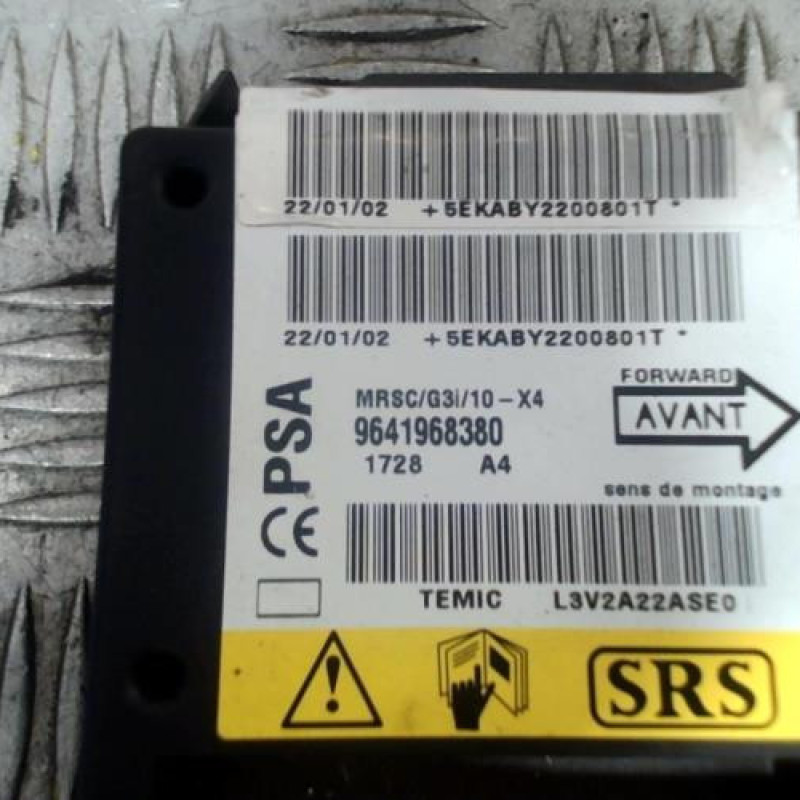 22/01/02 +5EKABY2200801T *
22/01/02 +5EKABY2200801T *
PSA
CE
MRSC/G3i/10-X4
9641968380
1728 A4
FORWARD
AVANT
sens de montage
TEMIC L3V2A22ASE0
SRS